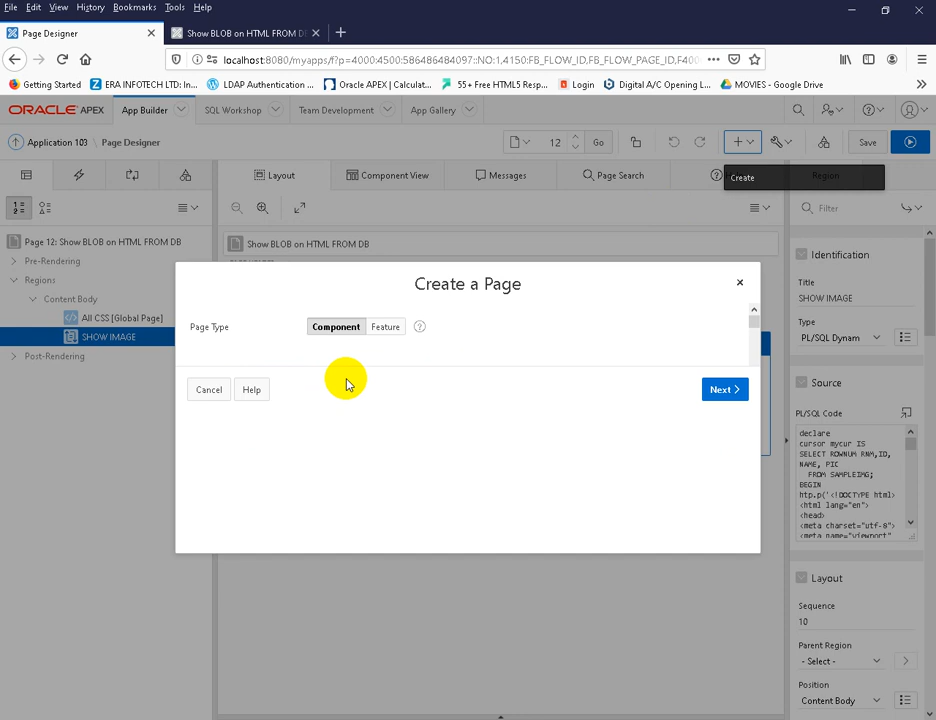 File Edit View History Bookmarks Tools Help
Page Designer
Show BLOB on HTML FROM DI
localhost:8080/myapps/f?p=4000:4500:586486484097::NO:1,4150:FB_FLOW_ID,FB_FLOW_PAGE_ID,F400
Getting Started ERA INFOTECH LTD: In... LDAP Authentication ... Oracle APEX | Calculat... 55+ Free HTML5 Resp... Login Digital A/C Opening L... MOVIES - Google Drive
ORACLE APEX App Builder SQL Workshop Team Development App Gallery
Application 103 Page Designer 12 Go Save
Layout Component View Messages Page Search Region
Create
Filter
Page 12: Show BLOB on HTML FROM DB
Pre-Rendering
Regions
Content Body
All CSS [Global Page]
SHOW IMAGE
Post-Rendering
Show BLOB on HTML FROM DB
Create a Page
Page Type Component Feature
Cancel Help Next
Identification
Title
SHOW IMAGE
Type
PL/SQL Dynam
Source
PL/SQL Code
declare
cursor mycur IS
SELECT ROWNUM RNM,ID,
NAME, PIC
FROM SAMPLEIMG;
BEGIN
htp.p('<!DOCTYPE html>
<html lang="en">
<head>
<meta charset="utf-8">
<meta name="viewport"
Layout
Sequence
10
Parent Region
- Select -
Position
Content Body